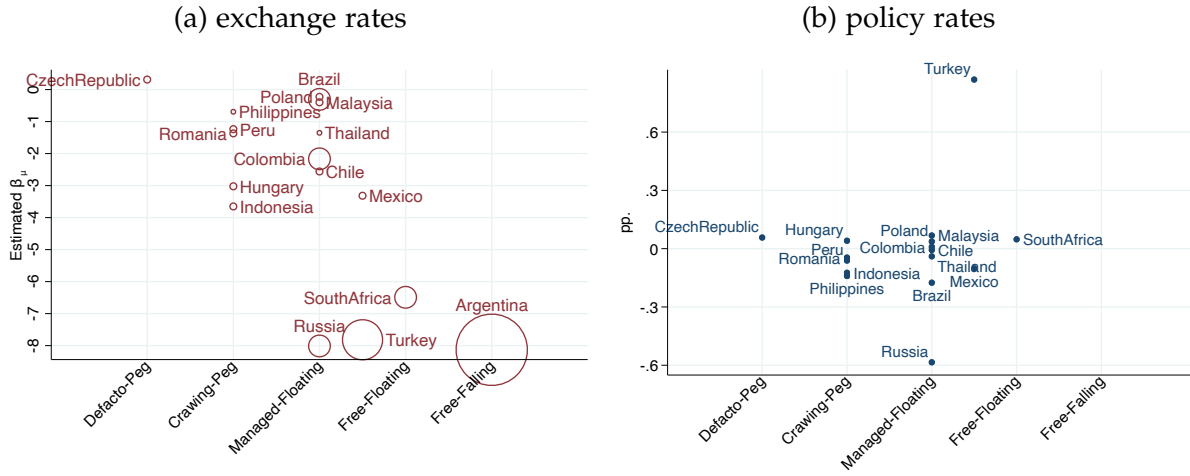 (a) exchange rates
Estimated β μ
0
-1
-2
-3
-4
-5
-6
-7
-8
CzechRepublic
Brazil
Poland
Malaysia
Philippines
Romania
Peru
Thailand
Colombia
Chile
Hungary
Mexico
Indonesia
SouthAfrica
Argentina
Russia
Turkey
Defacto-Peg
Crawing-Peg
Managed-Floating
Free-Floating
Free-Falling
(b) policy rates
pp.
.6
.3
0
-.3
-.6
Turkey
CzechRepublic
Hungary
Poland
Malaysia
SouthAfrica
Peru
Colombia
Chile
Romania
Indonesia
Thailand
Philippines
Mexico
Brazil
Russia
Defacto-Peg
Crawing-Peg
Managed-Floating
Free-Floating
Free-Falling